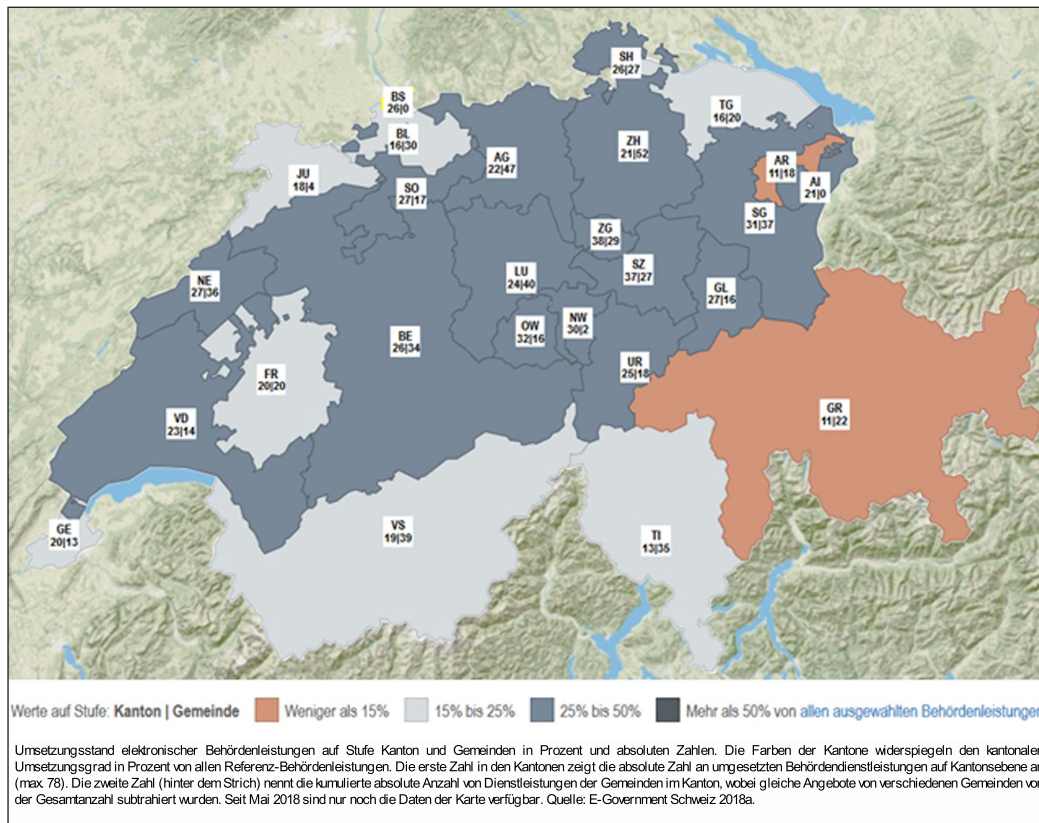 SH
26|27
BS
26|0
TG
16|20
BL
16|30
ZH
21|52
AG
22|47
AR
11|18
JU
18|4
SO
27|17
AI
21|0
SG
31|37
ZG
38|29
SZ
37|27
NE
27|36
LU
24|40
GL
27|16
OW
32|16
NW
30|2
BE
26|34
UR
25|18
FR
20|20
VD
23|14
GR
11|22
GE
20|13
VS
19|39
TI
13|35
Werte auf Stufe: Kanton | Gemeinde Weniger als 15% 15% bis 25% 25% bis 50% Mehr als 50% von allen ausgewählten Behördenleistungen
Umsetzungsstand elektronischer Behördenleistungen auf Stufe Kanton und Gemeinden in Prozent und absoluten Zahlen. Die Farben der Kantone widerspiegeln den kantonalen
Umsetzungsgrad in Prozent von allen Referenz-Behördenleistungen. Die erste Zahl in den Kantonen zeigt die absolute Zahl an umgesetzten Behördendienstleistungen auf Kantonsebene an
(max. 78). Die zweite Zahl (hinter dem Strich) nennt die kumulierte absolute Anzahl von Dienstleistungen der Gemeinden im Kanton, wobei gleiche Angebote von verschiedenen Gemeinden von
der Gesamtanzahl subtrahiert wurden. Seit Mai 2018 sind nur noch die Daten der Karte verfügbar. Quelle: E-Government Schweiz 2018a.